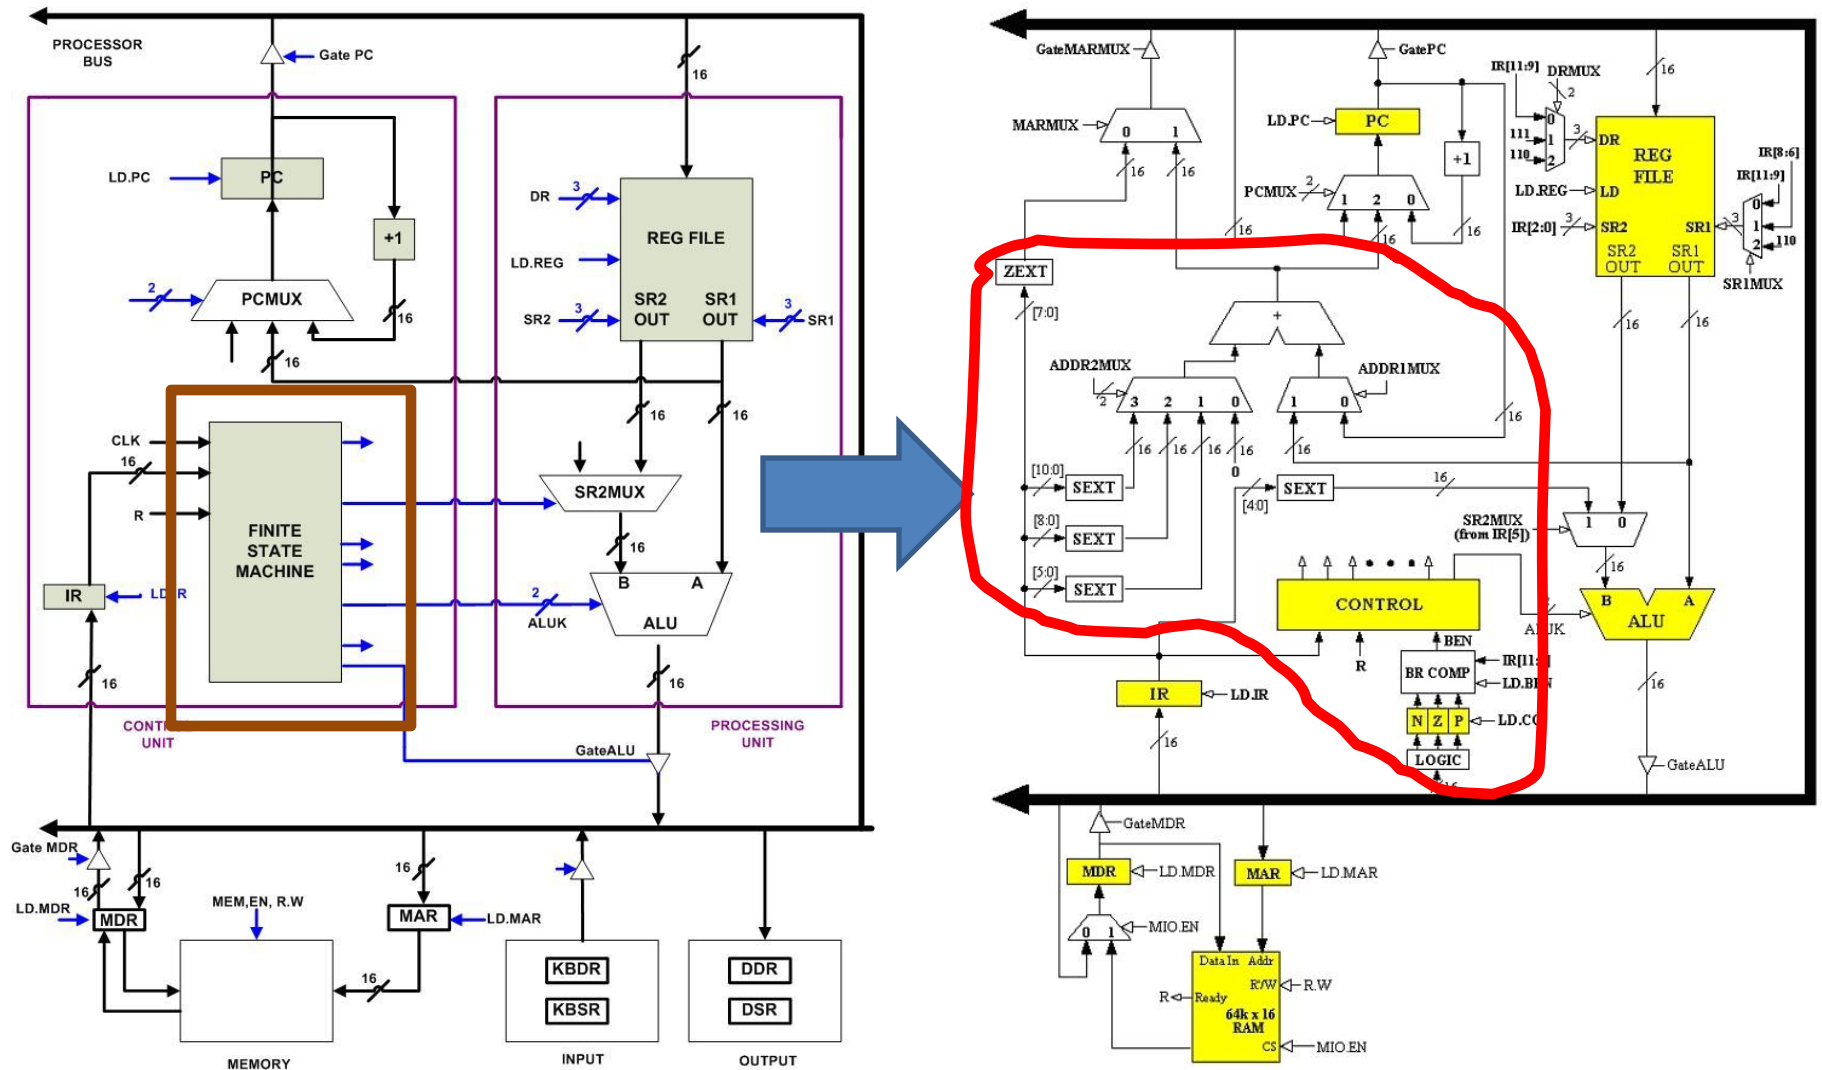 PROCESSOR
BUS
Gate PC
16
LD.PC
PC
+1
2
PCMUX
16
16
DR
3
REG FILE
LD.REG
SR2
3
SR2
OUT
SR1
OUT
3
SR1
16
16
CLK
16
R
FINITE
STATE
MACHINE
SR2MUX
16
IR
2
ALUK
B
A
ALU
16
16
CONT
UNIT
PROCESSING
UNIT
GateALU
Gate MDR
16
16
16
LD.MDR
MDR
MEM,EN, R.W
MAR
LD.MAR
16
KBDR
KBSR
DDR
DSR
MEMORY
INPUT
OUTPUT
GateMARMUX
GatePC
16
IR[11:9]
DRMUX
2
MARMUX
0 1
LD.PC
PC
0
111
1
110
2
3
DR
REG
FILE
IR[8:6]
IR[11:9]
+1
16
16
PCMUX
2
1 2 0
LD.REG
LD
IR[2:0]
3
SR2
SR1
3
0
1
2
110
16
16
16
SR2
OUT
SR1
OUT
SR1MUX
ZEXT
[7:0]
+
16
16
ADDR2MUX
2
3 2 1 0
ADDR1MUX
1 0
16
16
16
16
16
16
0
[10:0]
SEXT
[4:0]
SEXT
16
[8:0]
SEXT
SR2MUX
(from IR[5])
1 0
16
[5:0]
SEXT
CONTROL
2
ALUK
B
A
ALU
R
BEN
BR COMP
LD.BEN
IR
LD.IR
16
N Z P
LOGIC
16
16
GateALU
GateMDR
MDR
LD.MDR
MAR
LD.MAR
0 1
MIO.EN
Data In
Addr
R/W
R.W
R
Ready
64k x 16
RAM
CS
MIO.EN